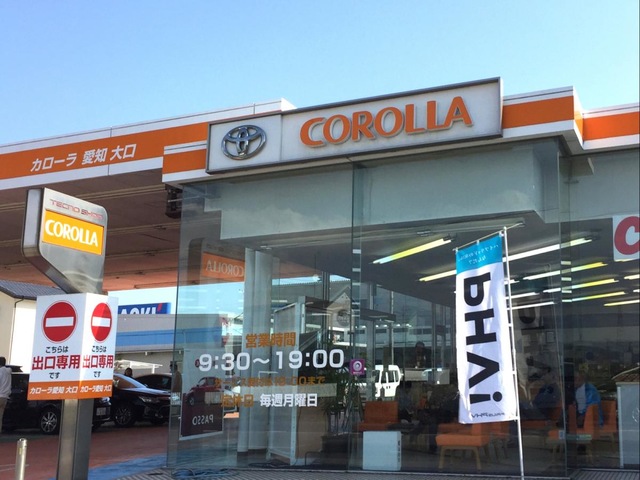 カローラ 愛知 大口
COROLLA
TECNO SHOP
COROLLA
こちらは
出口専用
です
カローラ愛知 大口
こちらは
出口専用
です
カローラ愛知 大口
AOKI
COROLLA
営業時間
9:30～19:00
毎週月曜日
PASSO
PHV!
C